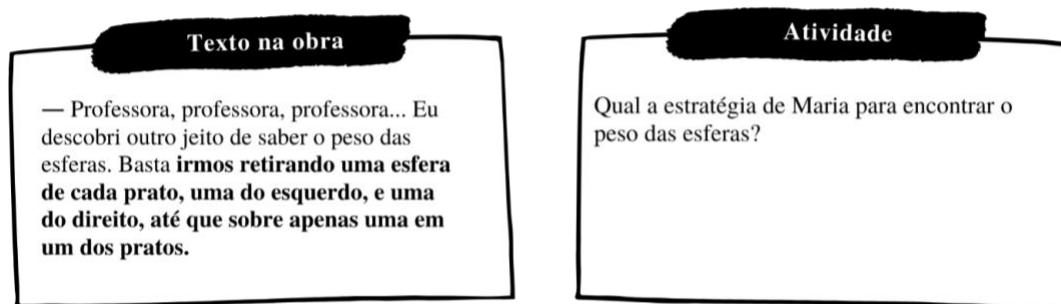 Texto na obra
— Professora, professora, professora... Eu
descobri outro jeito de saber o peso das
esferas. Basta irmos retirando uma esfera
de cada prato, uma do esquerdo, e uma
do direito, até que sobre apenas uma em
um dos pratos.
Atividade
Qual a estratégia de Maria para encontrar o
peso das esferas?